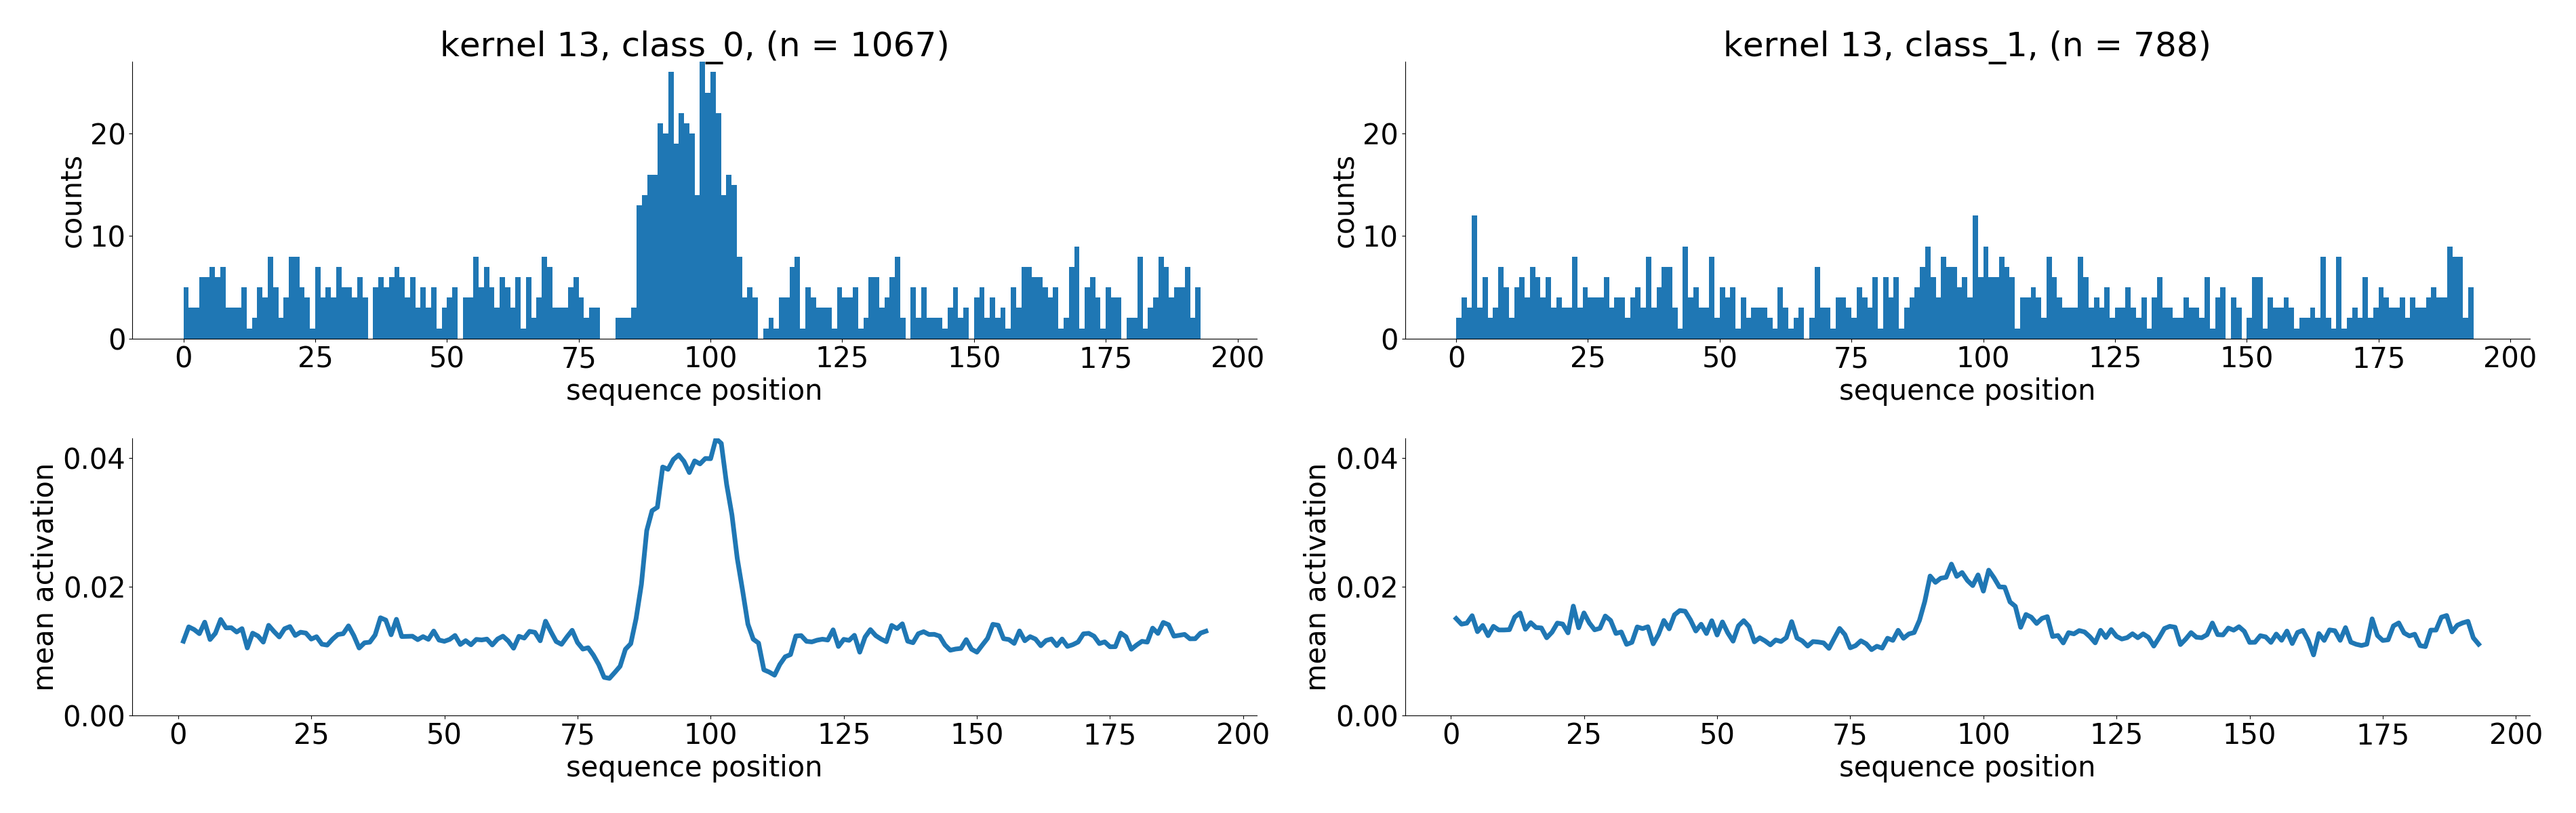 kernel 13, class_0, (n = 1067)
counts
20
10
0
0 25 50 75 100 125 150 175 200
sequence position
kernel 13, class_1, (n = 788)
counts
20
10
0
0 25 50 75 100 125 150 175 200
sequence position
mean activation
0.04
0.02
0.00
0 25 50 75 100 125 150 175 200
sequence position
mean activation
0.04
0.02
0.00
0 25 50 75 100 125 150 175 200
sequence position